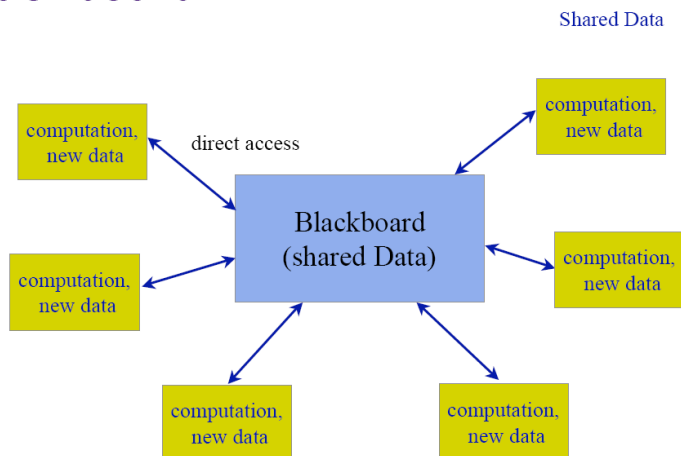 Shared Data
computation,
new data
direct access
computation,
new data
Blackboard
(shared Data)
computation,
new data
computation,
new data
computation,
new data
computation,
new data